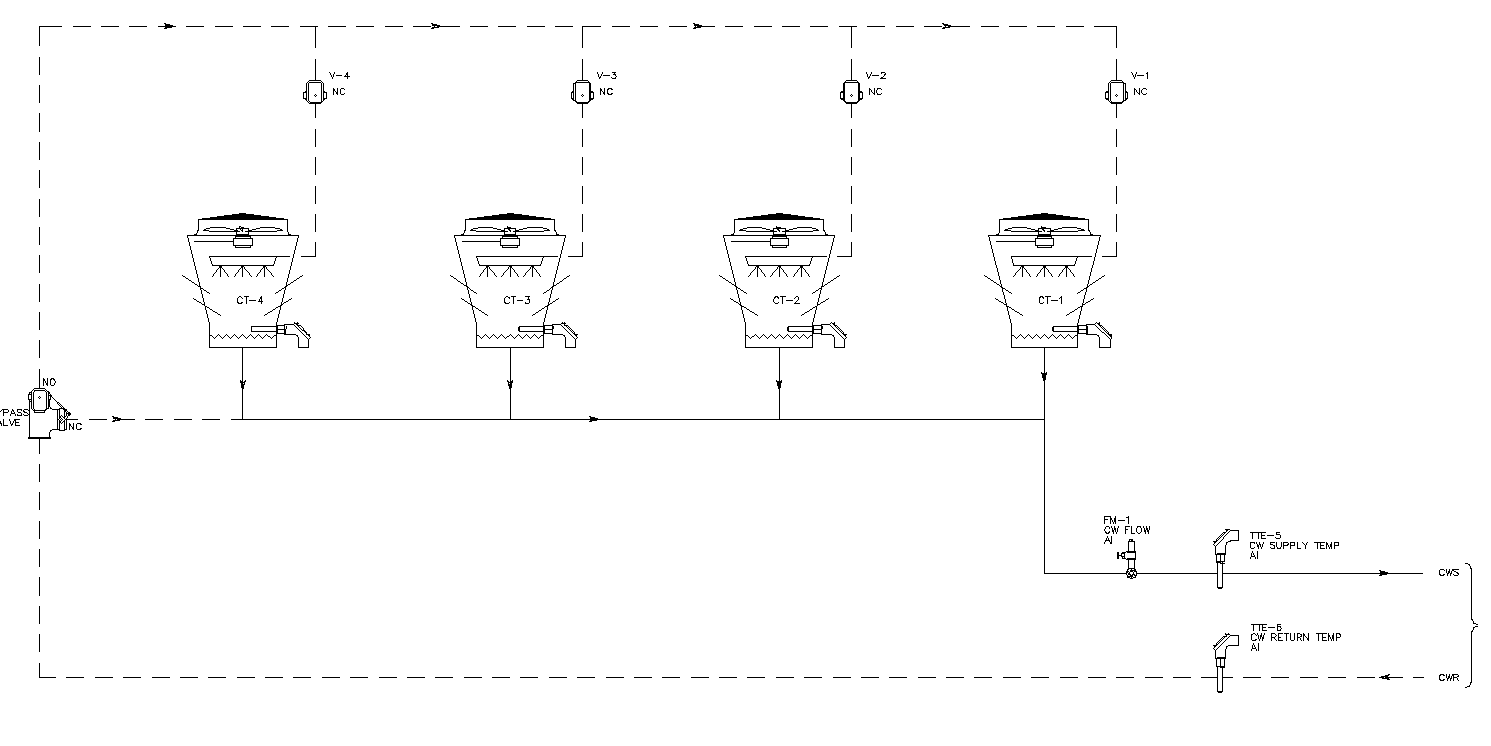 V-4
NC
V-3
NC
V-2
NC
V-1
NC
CT-4
CT-3
CT-2
CT-1
NO
YPASS
ALVE
NC
FM-1
CW FLOW
AI
TTE-5
CW SUPPLY TEMP
AI
CWS
TTE-6
CW RETURN TEMP
AI
CWR